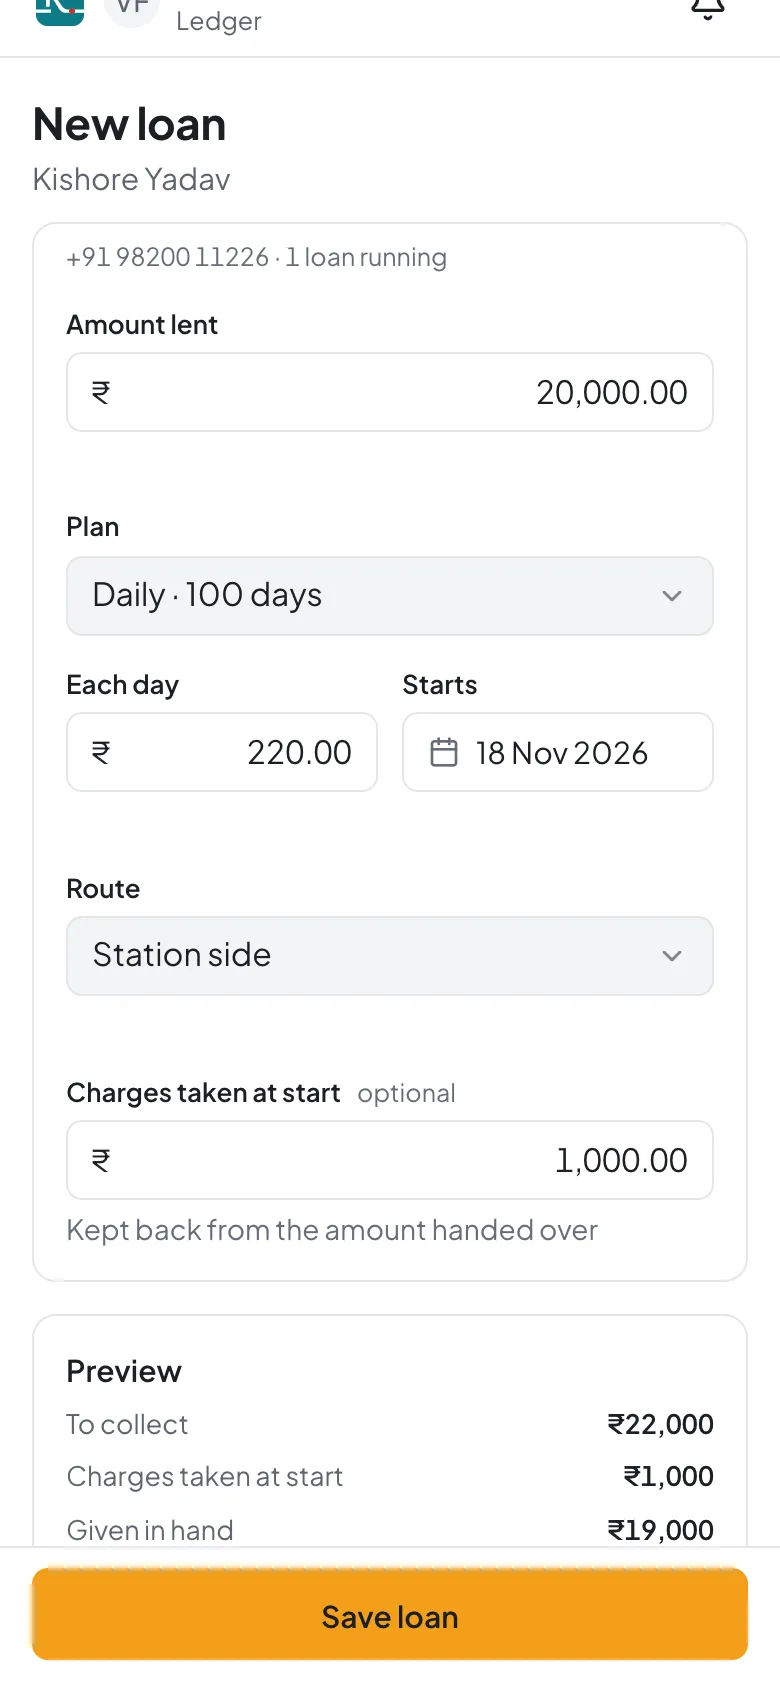 VF
Ledger
New loan
Kishore Yadav
+91 98200 11226 · 1 loan running
Amount lent
₹ 20,000.00
Plan
Daily · 100 days
Each day Starts
₹ 220.00 18 Nov 2026
Route
Station side
Charges taken at start optional
₹ 1,000.00
Kept back from the amount handed over
Preview
To collect ₹22,000
Charges taken at start ₹1,000
Given in hand ₹19,000
Save loan